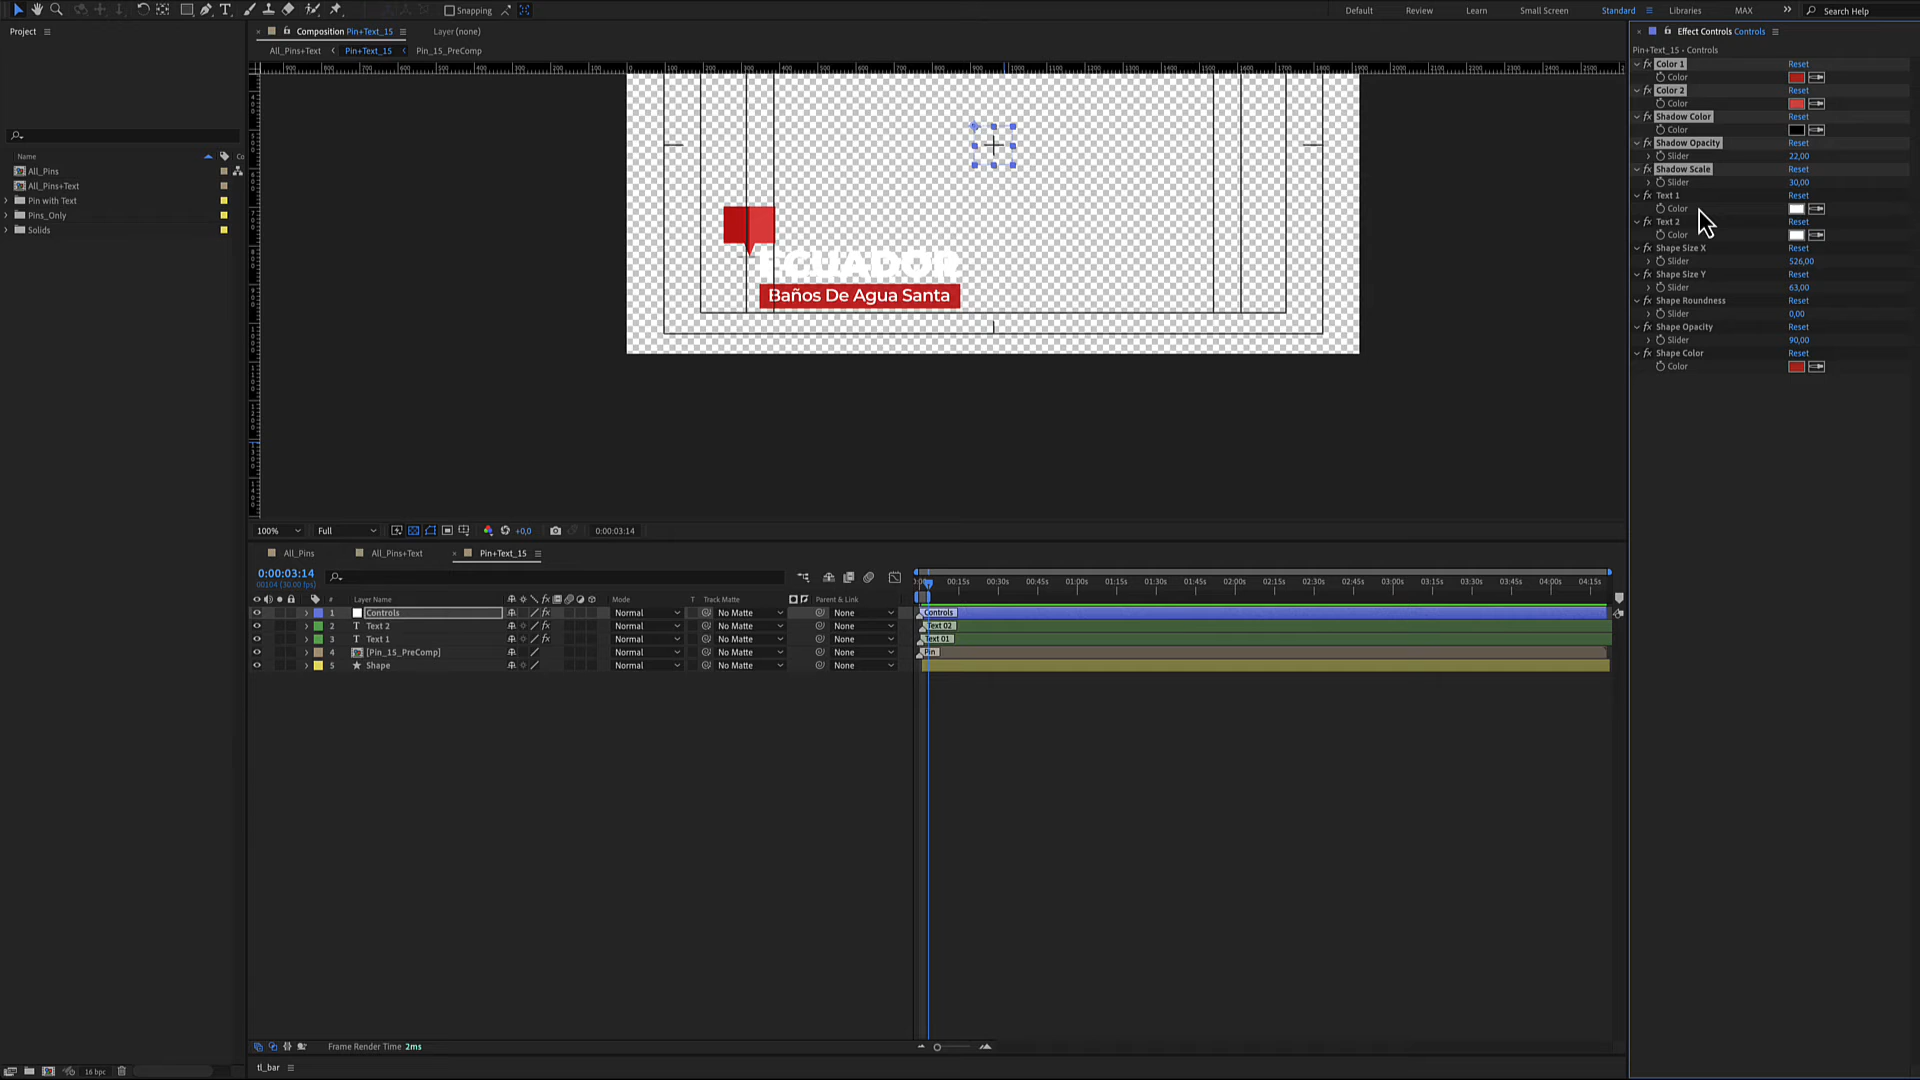 Snapping
Default
Review
Learn
Small Screen
Standard
Libraries
MAX
Search Help
Project
Composition Pin+Text_15
Layer (none)
All_Pins+Text
Pin+Text_15
Pin_15_PreComp
Effect Controls Controls
Pin+Text_15 • Controls
Color 1 Reset
Color
Color 2 Reset
Color
Shadow Color Reset
Color
Shadow Opacity Reset
Slider 22,00
Shadow Scale Reset
Slider 30,00
Text 1 Reset
Color
Text 2 Reset
Color
Shape Size X Reset
Slider 526,00
Shape Size Y Reset
Slider 63,00
Shape Roundness Reset
Slider 0,00
Shape Opacity Reset
Slider 90,00
Shape Color Reset
Color
Name
All_Pins
All_Pins+Text
Pin with Text
Pins_Only
Solids
ECUADOR
Baños De Agua Santa
100%
Full
+0,0
0:00:03:14
All_Pins
All_Pins+Text
Pin+Text_15
0:00:03:14
00104 (30.00 fps)
00:15s 00:30s 00:45s 01:00s 01:15s 01:30s 01:45s 02:00s 02:15s 02:30s 02:45s 03:00s 03:15s 03:30s 03:45s 04:00s 04:15s
# Layer Name Mode T Track Matte Parent & Link
1 Controls Normal No Matte None Controls
2 Text 2 Normal No Matte None Text 02
3 Text 1 Normal No Matte None Text 01
4 [Pin_15_PreComp] Normal No Matte None Pin
5 Shape Normal No Matte None
Frame Render Time 2ms
16 bpc
tl_bar